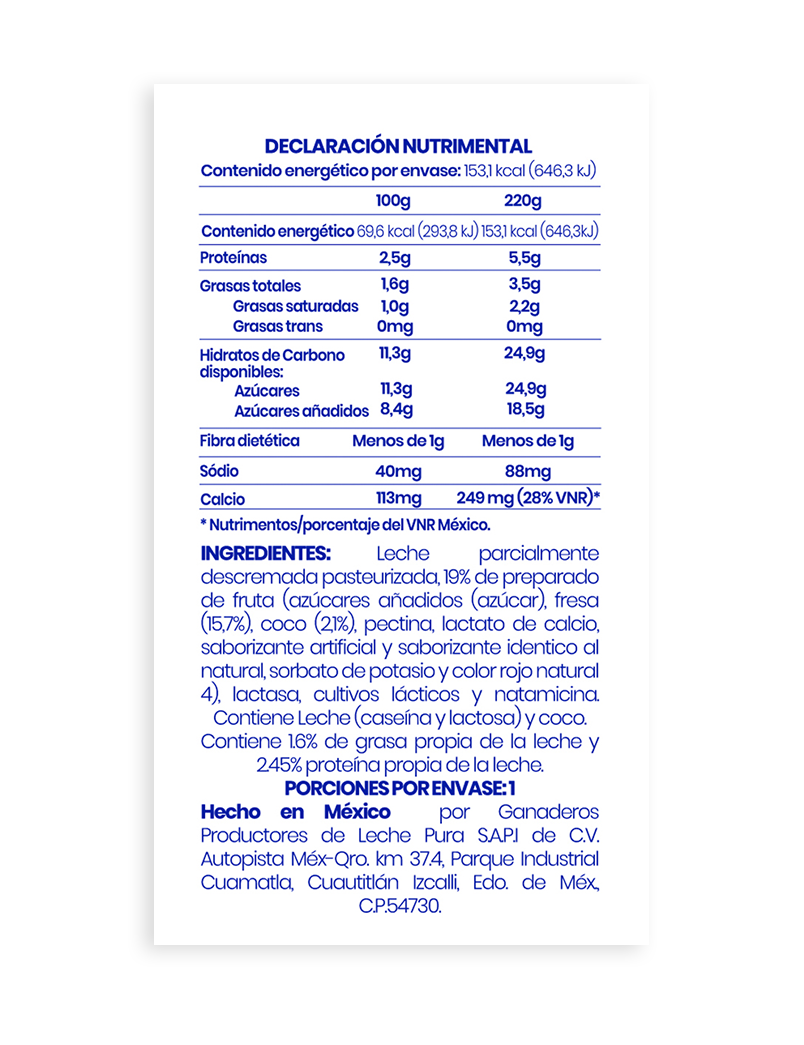 DECLARACIÓN NUTRIMENTAL
Contenido energético por envase: 153,1 kcal (646,3 kJ)
100g 220g
Contenido energético 69,6 kcal (293,8 kJ) 153,1 kcal (646,3kJ)
Proteínas 2,5g 5,5g
Grasas totales 1,6g 3,5g
Grasas saturadas 1,0g 2,2g
Grasas trans 0mg 0mg
Hidratos de Carbono 11,3g 24,9g
disponibles:
Azúcares 11,3g 24,9g
Azúcares añadidos 8,4g 18,5g
Fibra dietética Menos de 1g Menos de 1g
Sódio 40mg 88mg
Calcio 113mg 249 mg (28% VNR)*
* Nutrimentos/porcentaje del VNR México.
INGREDIENTES: Leche parcialmente
descremada pasteurizada, 19% de preparado
de fruta (azúcares añadidos (azúcar), fresa
(15,7%), coco (2,1%), pectina, lactato de calcio,
saborizante artificial y saborizante identico al
natural, sorbato de potasio y color rojo natural
4), lactasa, cultivos lácticos y natamicina.
Contiene Leche (caseína y lactosa) y coco.
Contiene 1.6% de grasa propia de la leche y
2.45% proteína propia de la leche.
PORCIONES POR ENVASE: 1
Hecho en México por Ganaderos
Productores de Leche Pura S.A.P.I de C.V.
Autopista Méx-Qro. km 37.4, Parque Industrial
Cuamatla, Cuautitlán Izcalli, Edo. de Méx.,
C.P.54730.